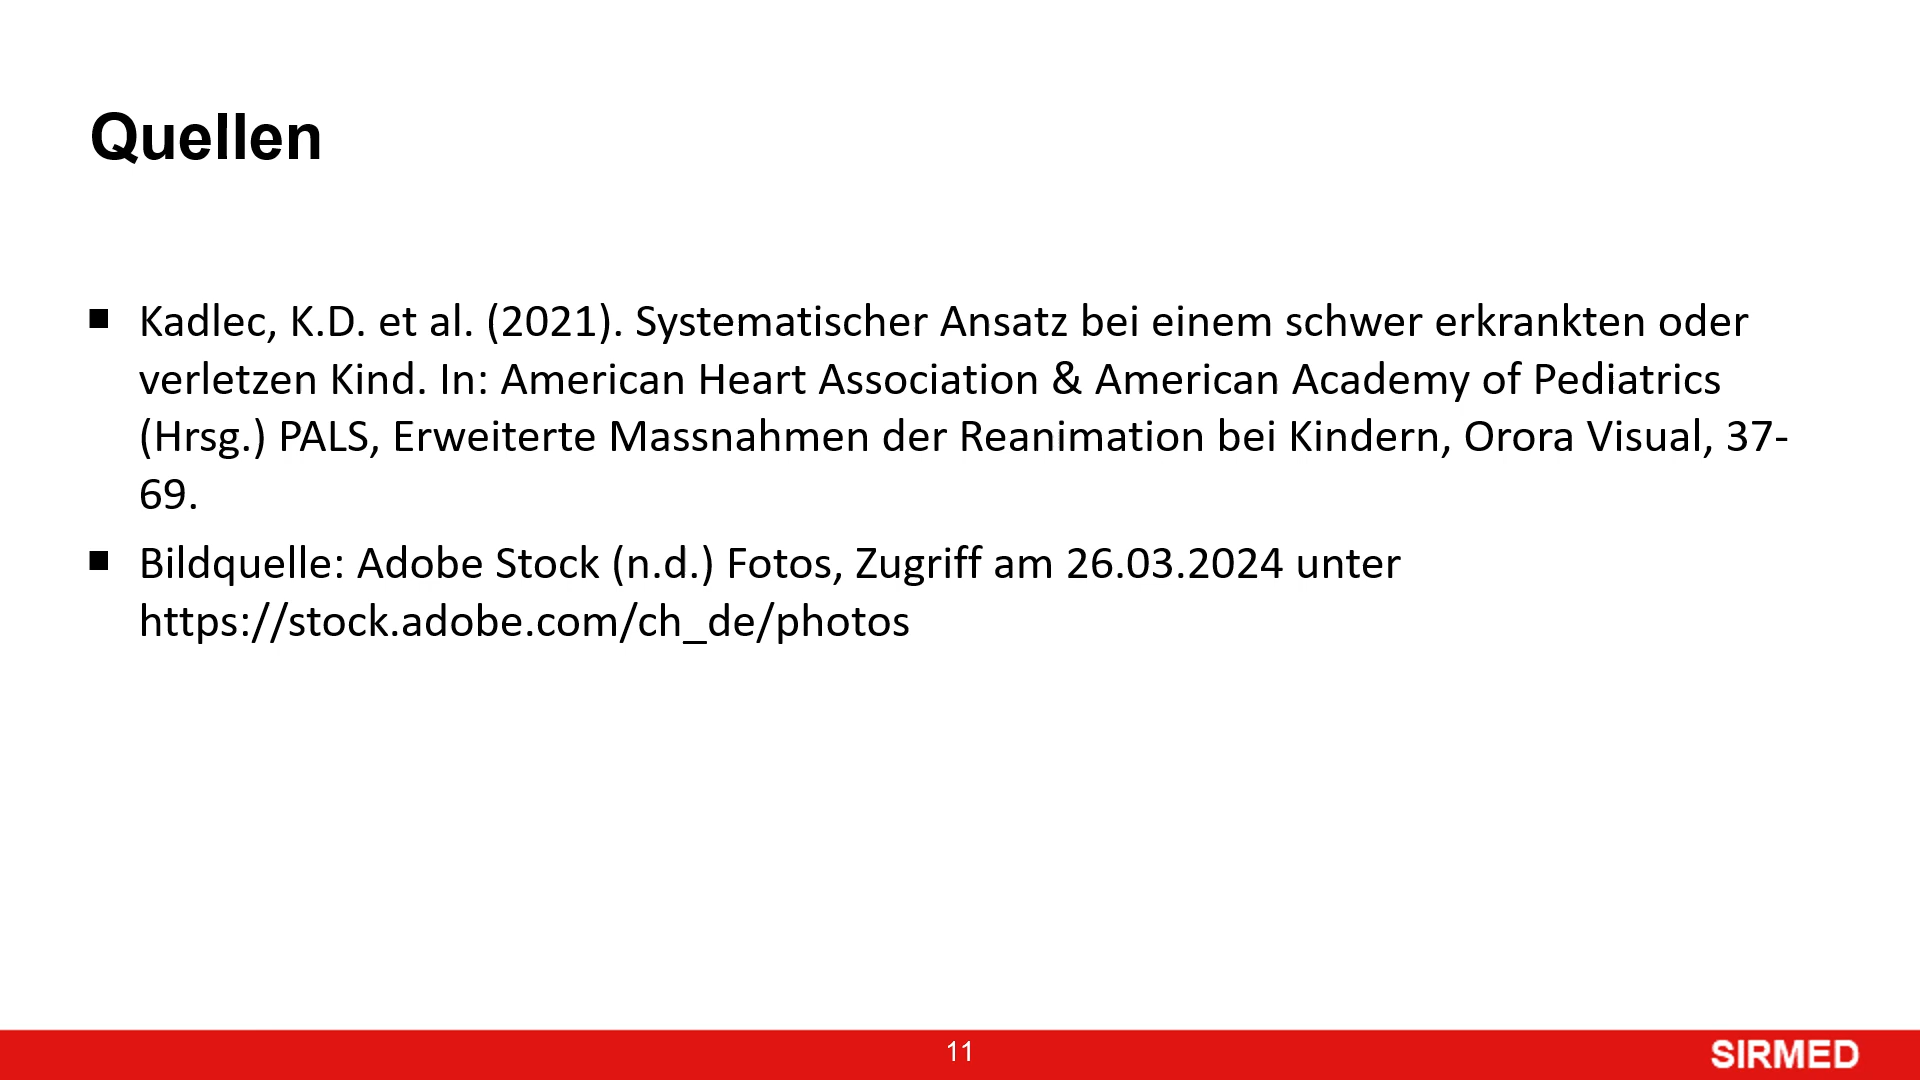 Quellen
■ Kadlec, K.D. et al. (2021). Systematischer Ansatz bei einem schwer erkrankten oder
verletzen Kind. In: American Heart Association & American Academy of Pediatrics
(Hrsg.) PALS, Erweiterte Massnahmen der Reanimation bei Kindern, Orora Visual, 37-
69.
■ Bildquelle: Adobe Stock (n.d.) Fotos, Zugriff am 26.03.2024 unter
https://stock.adobe.com/ch_de/photos
11
SIRMED